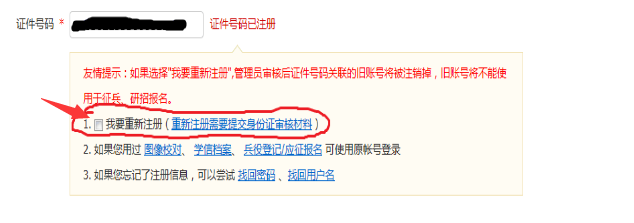 证件号码 * 证件号码已注册
友情提示：如果选择"我要重新注册",管理员审核后证件号码关联的旧账号将被注销掉，旧账号将不能使
用于征兵、研招报名。
1. 我要重新注册（重新注册需要提交身份证审核材料）
2. 如果您用过 图像校对、 学信档案、 兵役登记/应征报名 可使用原帐号登录
3. 如果您忘记了注册信息，可以尝试 找回密码 、找回用户名